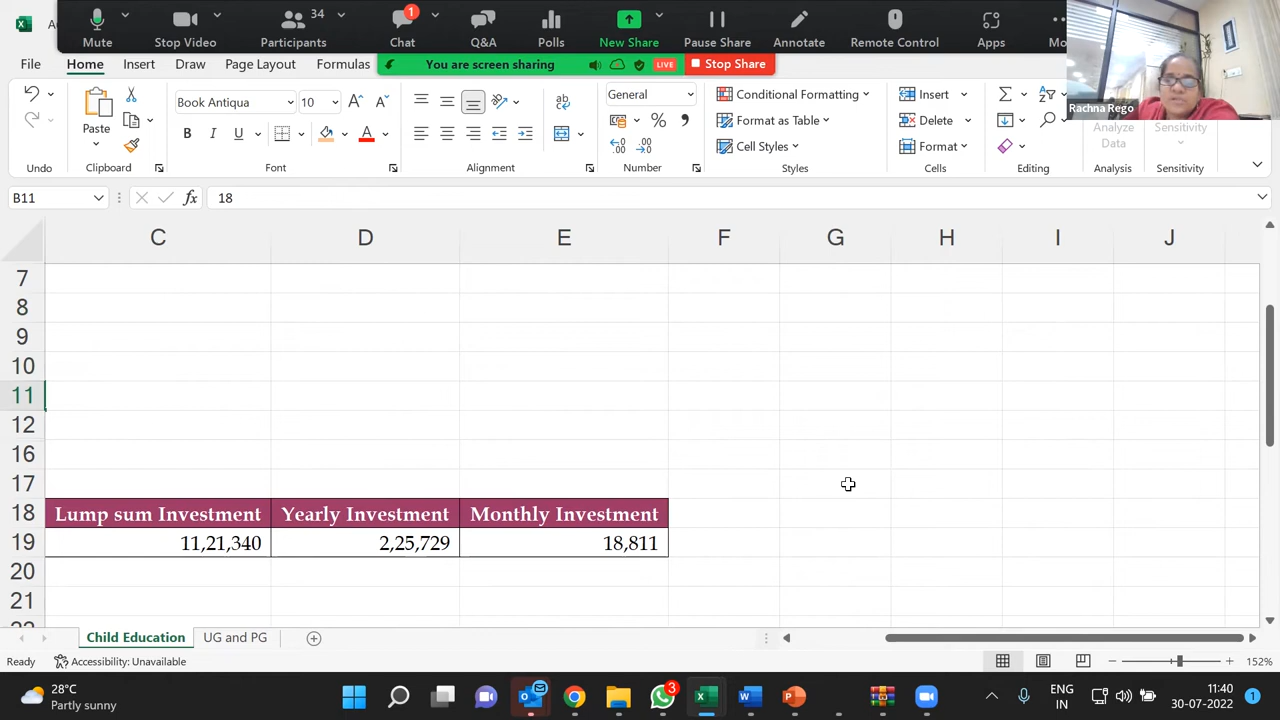 A
Mute
Stop Video
34
Participants
1
Chat
Q&A
Polls
New Share
Pause Share
Annotate
Remote Control
Apps
Mo
Rachna Rego
File
Home
Insert
Draw
Page Layout
Formulas
You are screen sharing
LIVE
Stop Share
Paste
Book Antiqua
10
A
A
B
I
U
A
ab
General
%
Conditional Formatting
Format as Table
Cell Styles
Insert
Delete
Format
Analyze
Data
Sensitivity
Undo
Clipboard
Font
Alignment
Number
Styles
Cells
Editing
Analysis
Sensitivity
B11
fx
18
C D E F G H I J
7
8
9
10
11
12
16
17
18 Lump sum Investment Yearly Investment Monthly Investment
19 11,21,340 2,25,729 18,811
20
21
22
Child Education
UG and PG
Ready
Accessibility: Unavailable
152%
28°C
Partly sunny
3
ENG
IN
11:40
30-07-2022
1